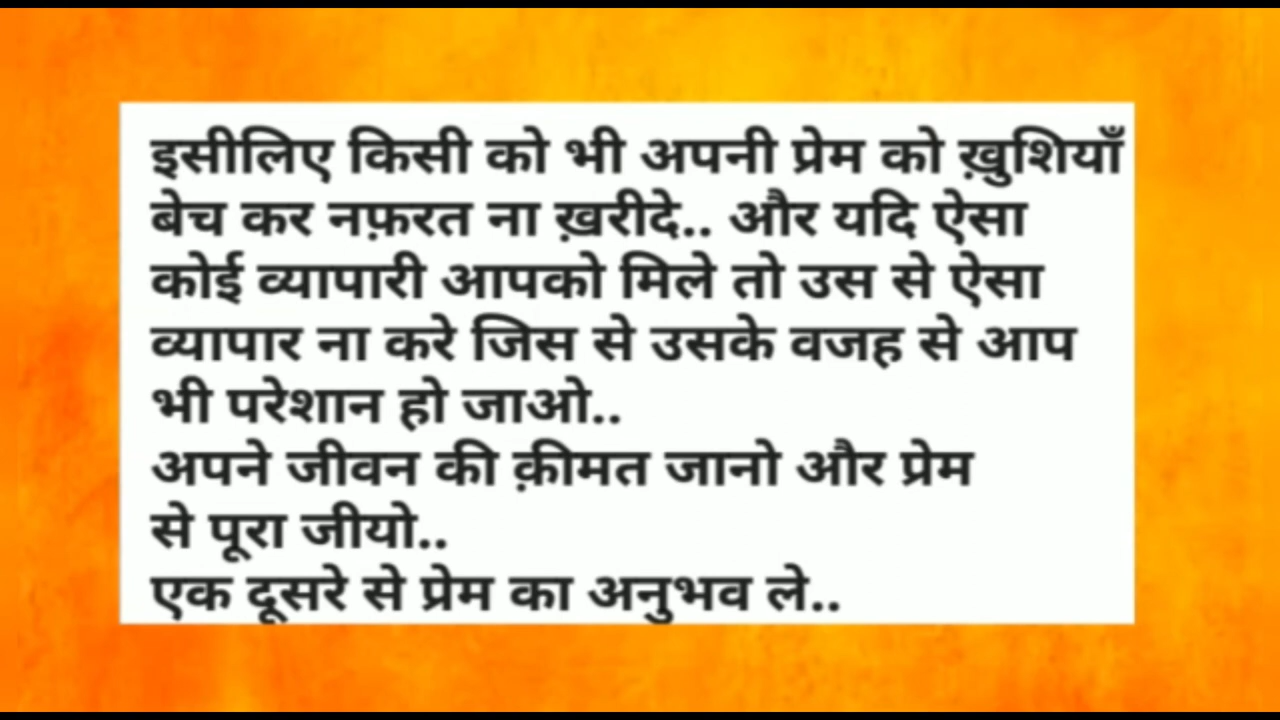 इसीलिए किसी को भी अपनी प्रेम को ख़ुशियाँ
बेच कर नफ़रत ना ख़रीदे.. और यदि ऐसा
कोई व्यापारी आपको मिले तो उस से ऐसा
व्यापार ना करे जिस से उसके वजह से आप
भी परेशान हो जाओ..
अपने जीवन की क़ीमत जानो और प्रेम
से पूरा जीयो..
एक दूसरे से प्रेम का अनुभव ले..